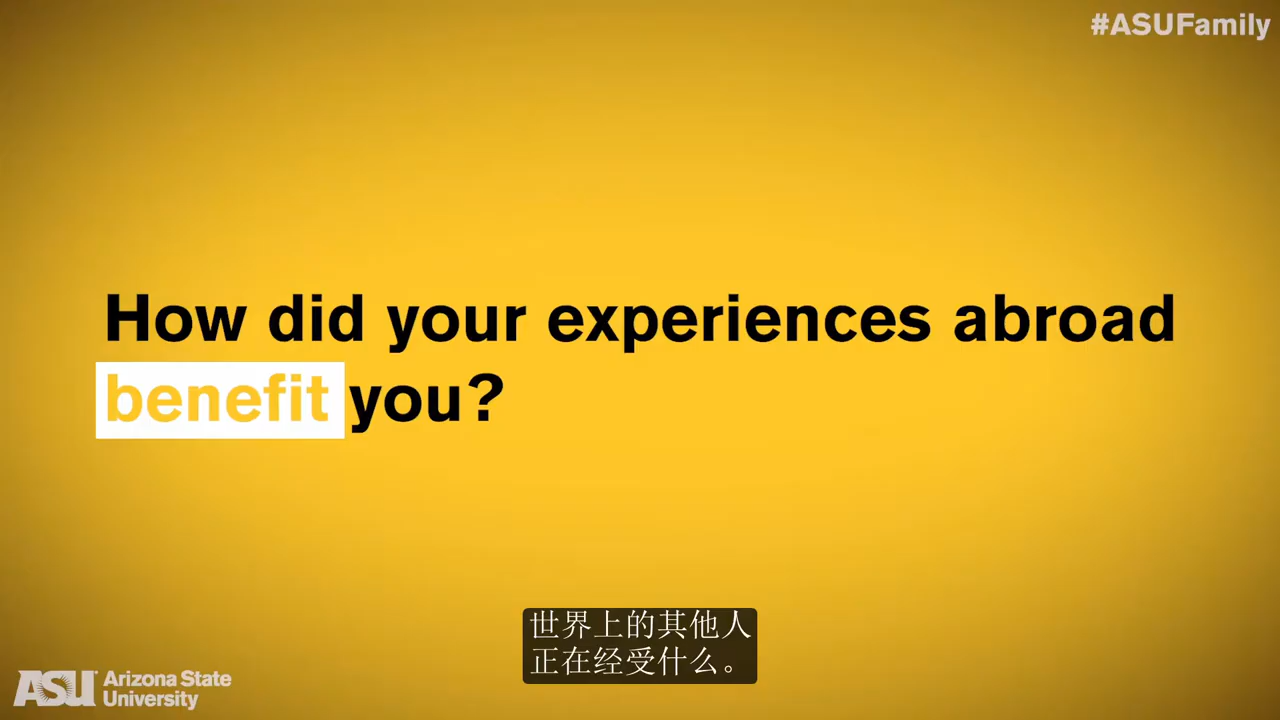 #ASUFamily
How did your experiences abroad
benefit you?
世界上的其他人
正在经受什么。
ASU Arizona State
University